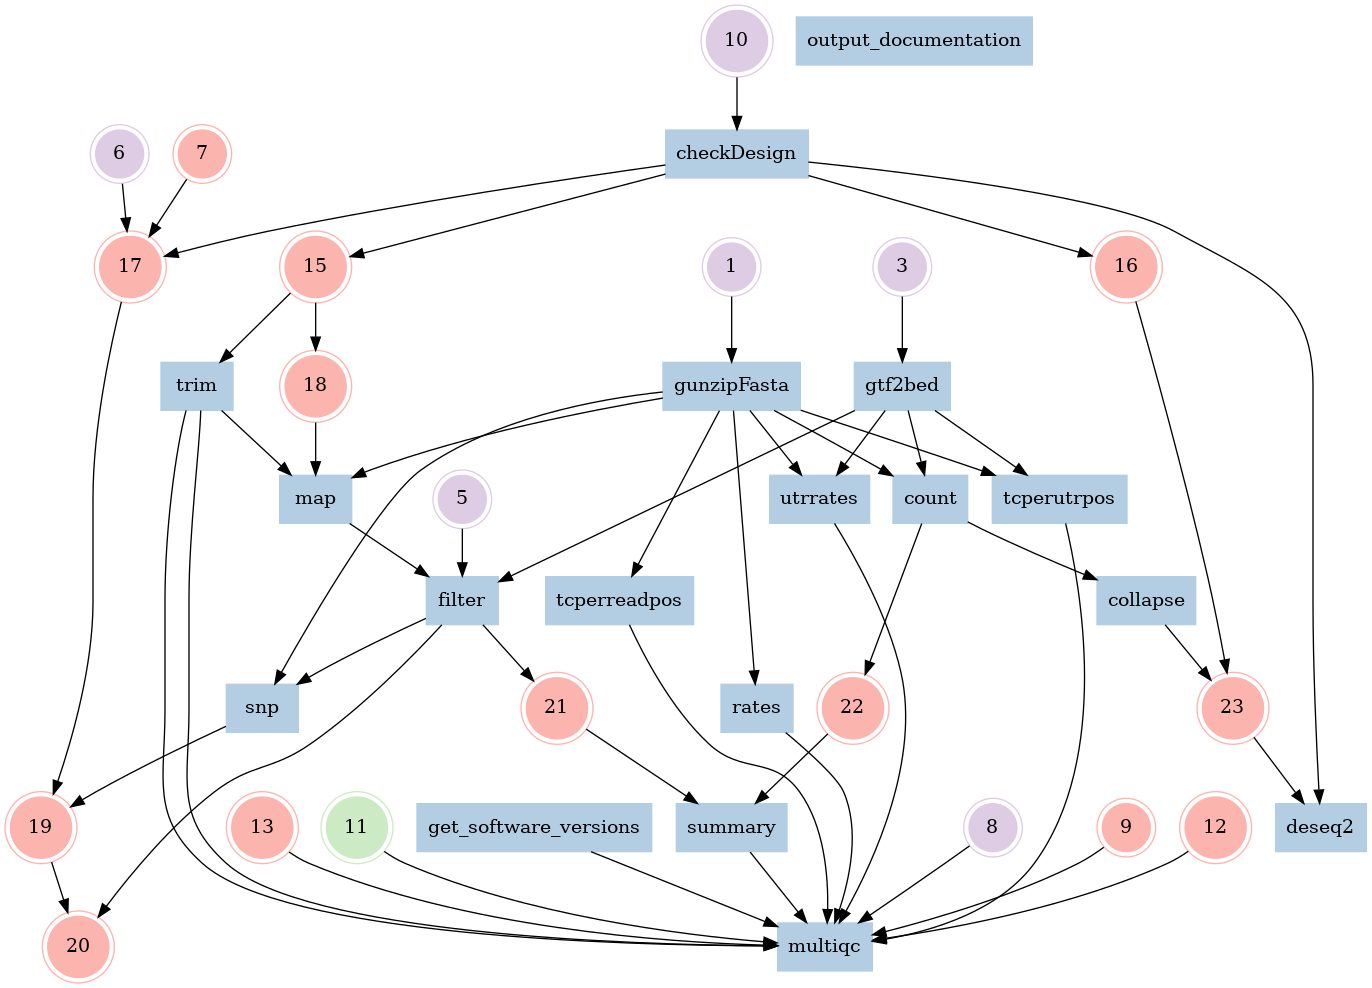 10
output_documentation
6
7
checkDesign
17
15
1
3
16
trim
18
gunzipFasta
gtf2bed
map
5
utrrates
count
tcperutrpos
filter
tcperreadpos
collapse
snp
21
rates
22
23
19
13
11
get_software_versions
summary
8
9
12
deseq2
20
multiqc